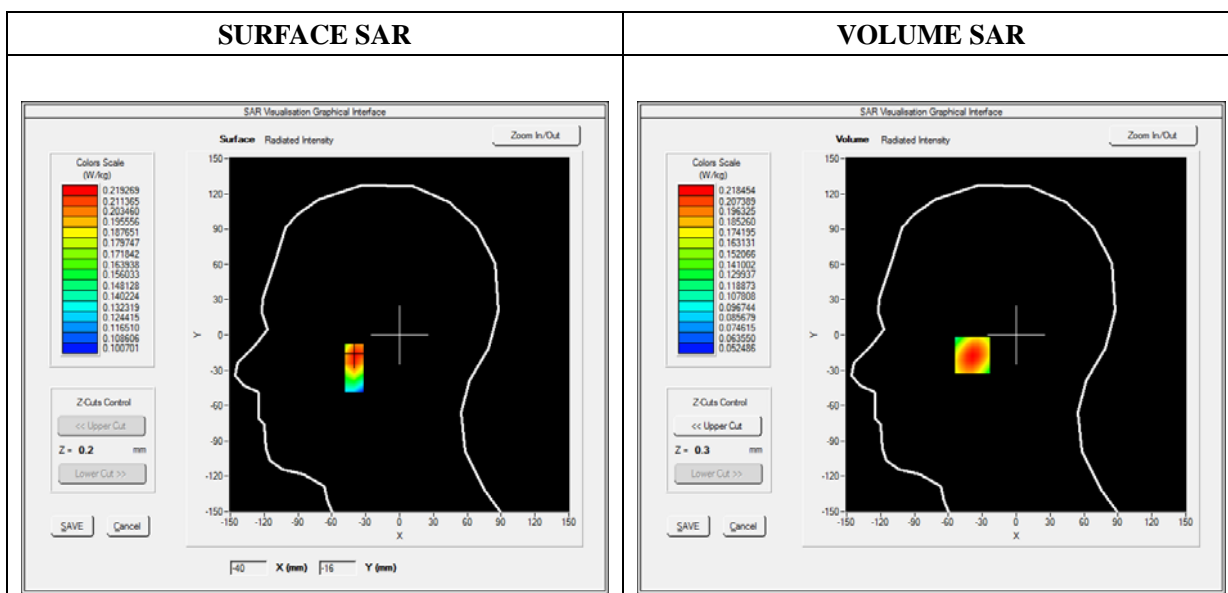 SURFACE SAR
VOLUME SAR
SAR Visualisation Graphical Interface
Surface Radiated Intensity
Zoom In/Out
Colors Scale
(W/kg)
0.219269
0.211365
0.203460
0.195556
0.187651
0.179747
0.171842
0.163938
0.156033
0.148128
0.140224
0.132319
0.124415
0.116510
0.108606
0.100701
Z-Cuts Control
<< Upper Cut
Z = 0.2 mm
Lower Cut >>
SAVE Cancel
150
120
90
60
30
0
-30
-60
-90
-120
-150
Y
-150 -120 -90 -60 -30 0 30 60 90 120 150
X
-40 X (mm) -16 Y (mm)
SAR Visualisation Graphical Interface
Volume Radiated Intensity
Zoom In/Out
Colors Scale
(W/kg)
0.218454
0.207389
0.196325
0.185260
0.174195
0.163131
0.152066
0.141002
0.129937
0.118873
0.107808
0.096744
0.085679
0.074615
0.063550
0.052486
Z-Cuts Control
<< Upper Cut
Z = 0.3 mm
Lower Cut >>
SAVE Cancel
150
120
90
60
30
0
-30
-60
-90
-120
-150
Y
-150 -120 -90 -60 -30 0 30 60 90 120 150
X